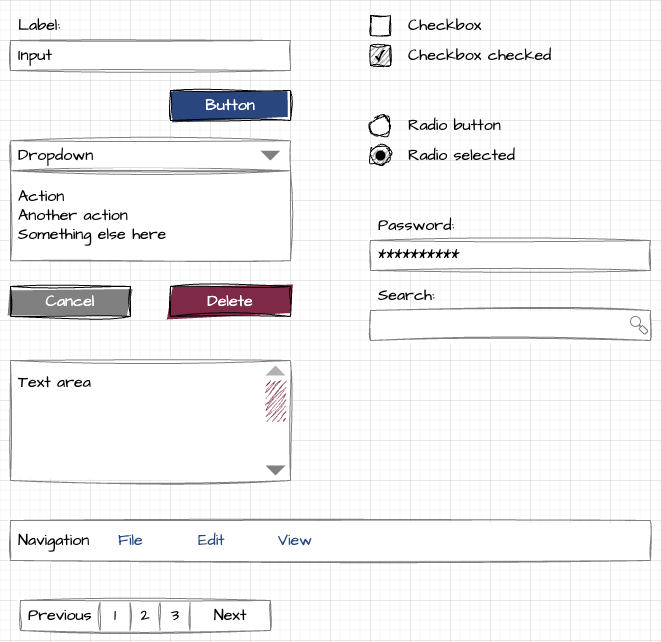 Label:
Input
Button
Dropdown
Action
Another action
Something else here
Cancel
Delete
Text area
Checkbox
Checkbox checked
Radio button
Radio selected
Password:
**********
Search:
Navigation File Edit View
Previous 1 2 3 Next